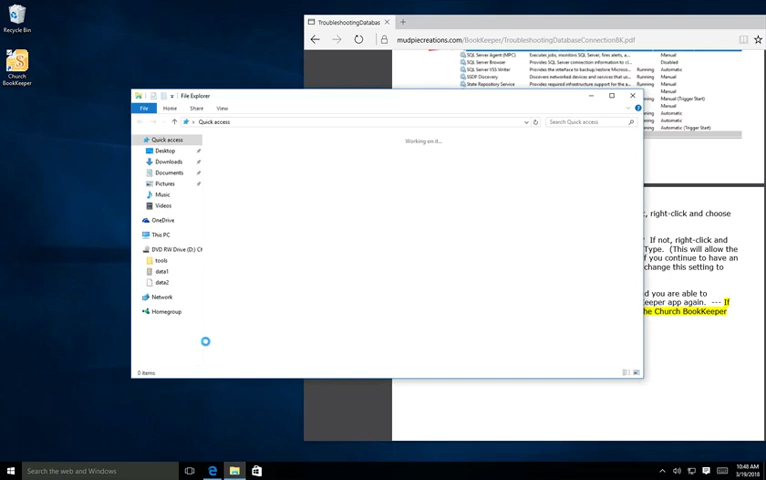 Recycle Bin
Church
BookKeeper
TroubleshootingDatabas
mudpiecreations.com/BookKeeper/TroubleshootingDatabaseConnectionBK.pdf
SQL Server Agent (MPC) Executes jobs, monitors SQL Server, fires alerts, a... Manual
SQL Server Browser Provides SQL Server connection information to cl... Disabled
SQL Server VSS Writer Provides the interface to backup/restore Microsof... Running Automatic
SSDP Discovery Discovers networked devices and services that us... Running Manual
State Repository Service Provides required infrastructure support for the a... Running Manual
Manual
Manual (Trigger Start)
Automatic
Automatic
Automatic (Trigger Start)
File Explorer
File Home Share View
Quick access
Search Quick access
Working on it...
Quick access
Desktop
Downloads
Documents
Pictures
Music
Videos
OneDrive
This PC
DVD RW Drive (D:) Ch
tools
data1
data2
Network
Homegroup
0 items
, right-click and choose
If not, right-click and
Type. (This will allow the
f you continue to have an
change this setting to
d you are able to
eeper app again. --- If
he Church BookKeeper
Search the web and Windows
10:48 AM
3/19/2018